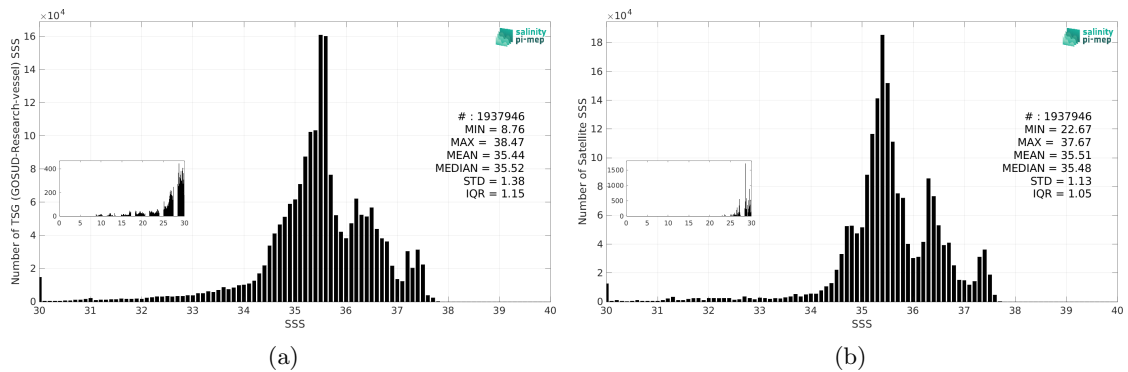 ×10⁴
16
14
12
10
8
6
4
2
0
Number of TSG (GOSUD-Research-vessel) SSS
salinity
pi-mep
# : 1937946
MIN = 8.76
MAX = 38.47
MEAN = 35.44
MEDIAN = 35.52
STD = 1.38
IQR = 1.15
400
200
0
0 5 10 15 20 25 30
30 31 32 33 34 35 36 37 38 39 40
SSS
(a)
×10⁴
18
16
14
12
10
8
6
4
2
0
Number of Satellite SSS
salinity
pi-mep
# : 1937946
MIN = 22.67
MAX = 37.67
MEAN = 35.51
MEDIAN = 35.48
STD = 1.13
IQR = 1.05
1500
1000
500
0
0 5 10 15 20 25 30
30 31 32 33 34 35 36 37 38 39 40
SSS
(b)